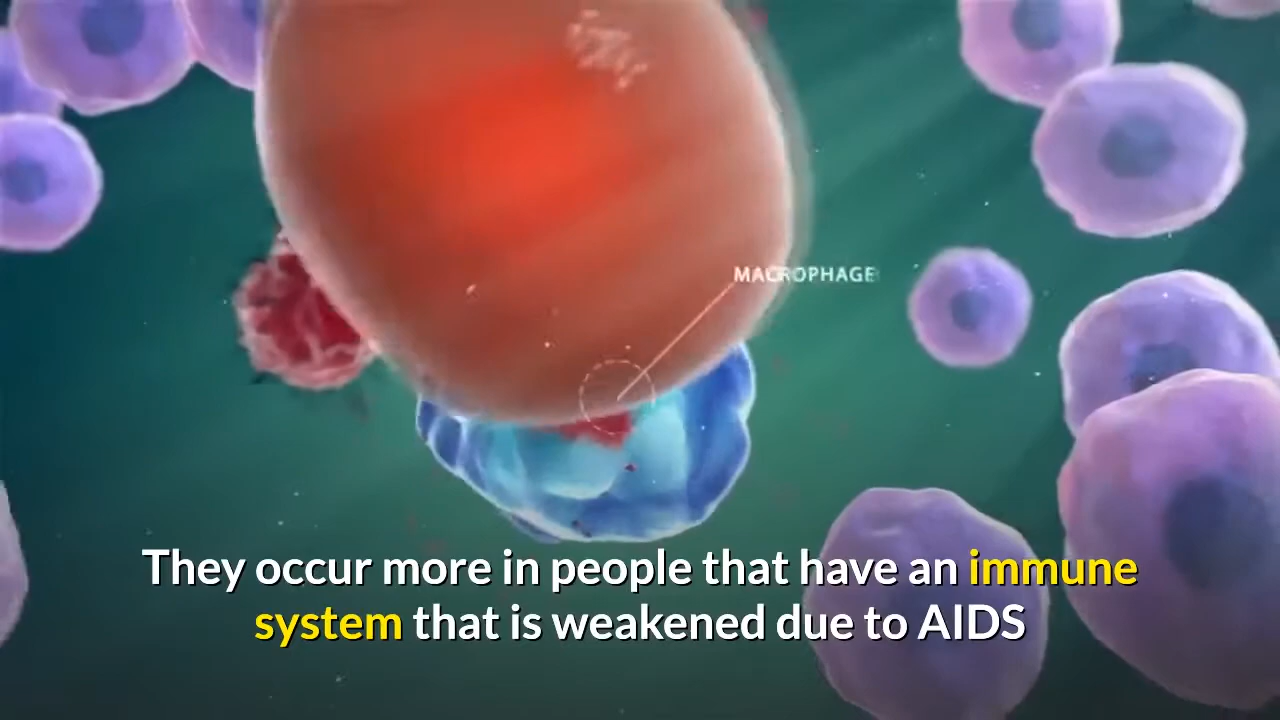 MACROPHAGE
They occur more in people that have an immune
system that is weakened due to AIDS